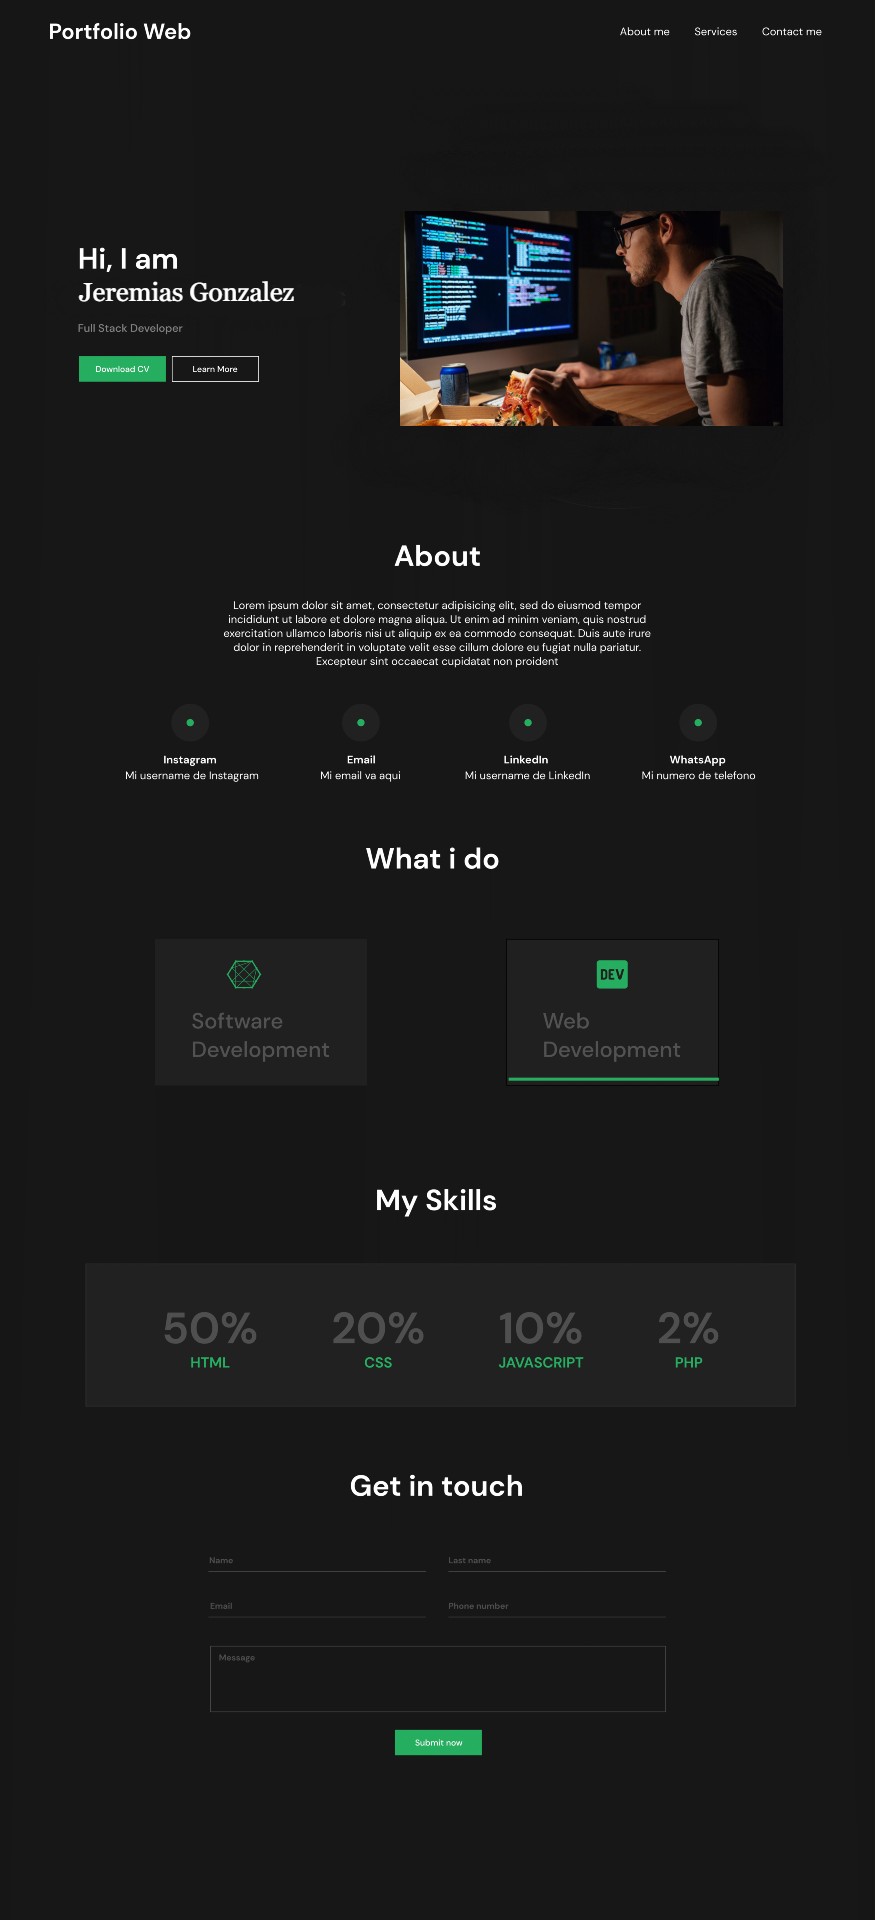 Portfolio Web
About me
Services
Contact me
Hi, I am
Jeremias Gonzalez
Full Stack Developer
Download CV
Learn More
About
Lorem ipsum dolor sit amet, consectetur adipisicing elit, sed do eiusmod tempor
incididunt ut labore et dolore magna aliqua. Ut enim ad minim veniam, quis nostrud
exercitation ullamco laboris nisi ut aliquip ex ea commodo consequat. Duis aute irure
dolor in reprehenderit in voluptate velit esse cillum dolore eu fugiat nulla pariatur.
Excepteur sint occaecat cupidatat non proident
Instagram
Mi username de Instagram
Email
Mi email va aqui
LinkedIn
Mi username de LinkedIn
WhatsApp
Mi numero de telefono
What i do
Software
Development
DEV
Web
Development
My Skills
50%
HTML
20%
CSS
10%
JAVASCRIPT
2%
PHP
Get in touch
Name
Last name
Email
Phone number
Message
Submit now